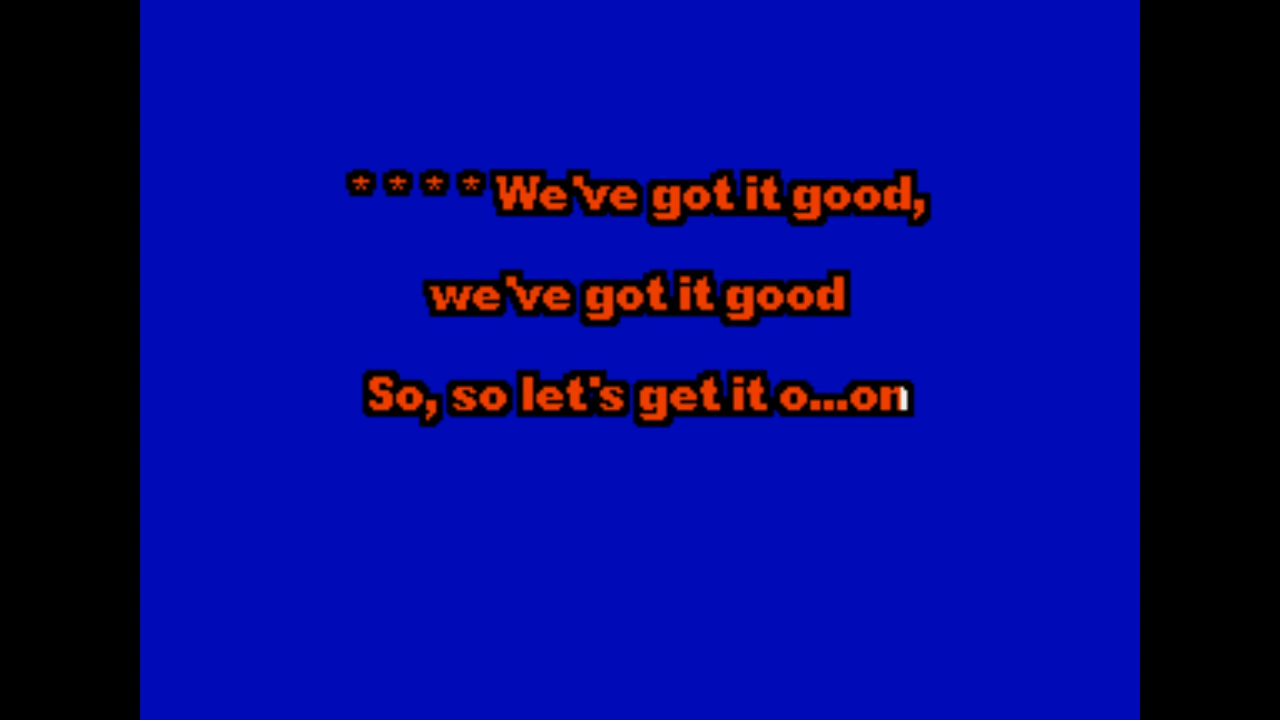 * * * * We've got it good,
we've got it good
So, so let's get it o...on